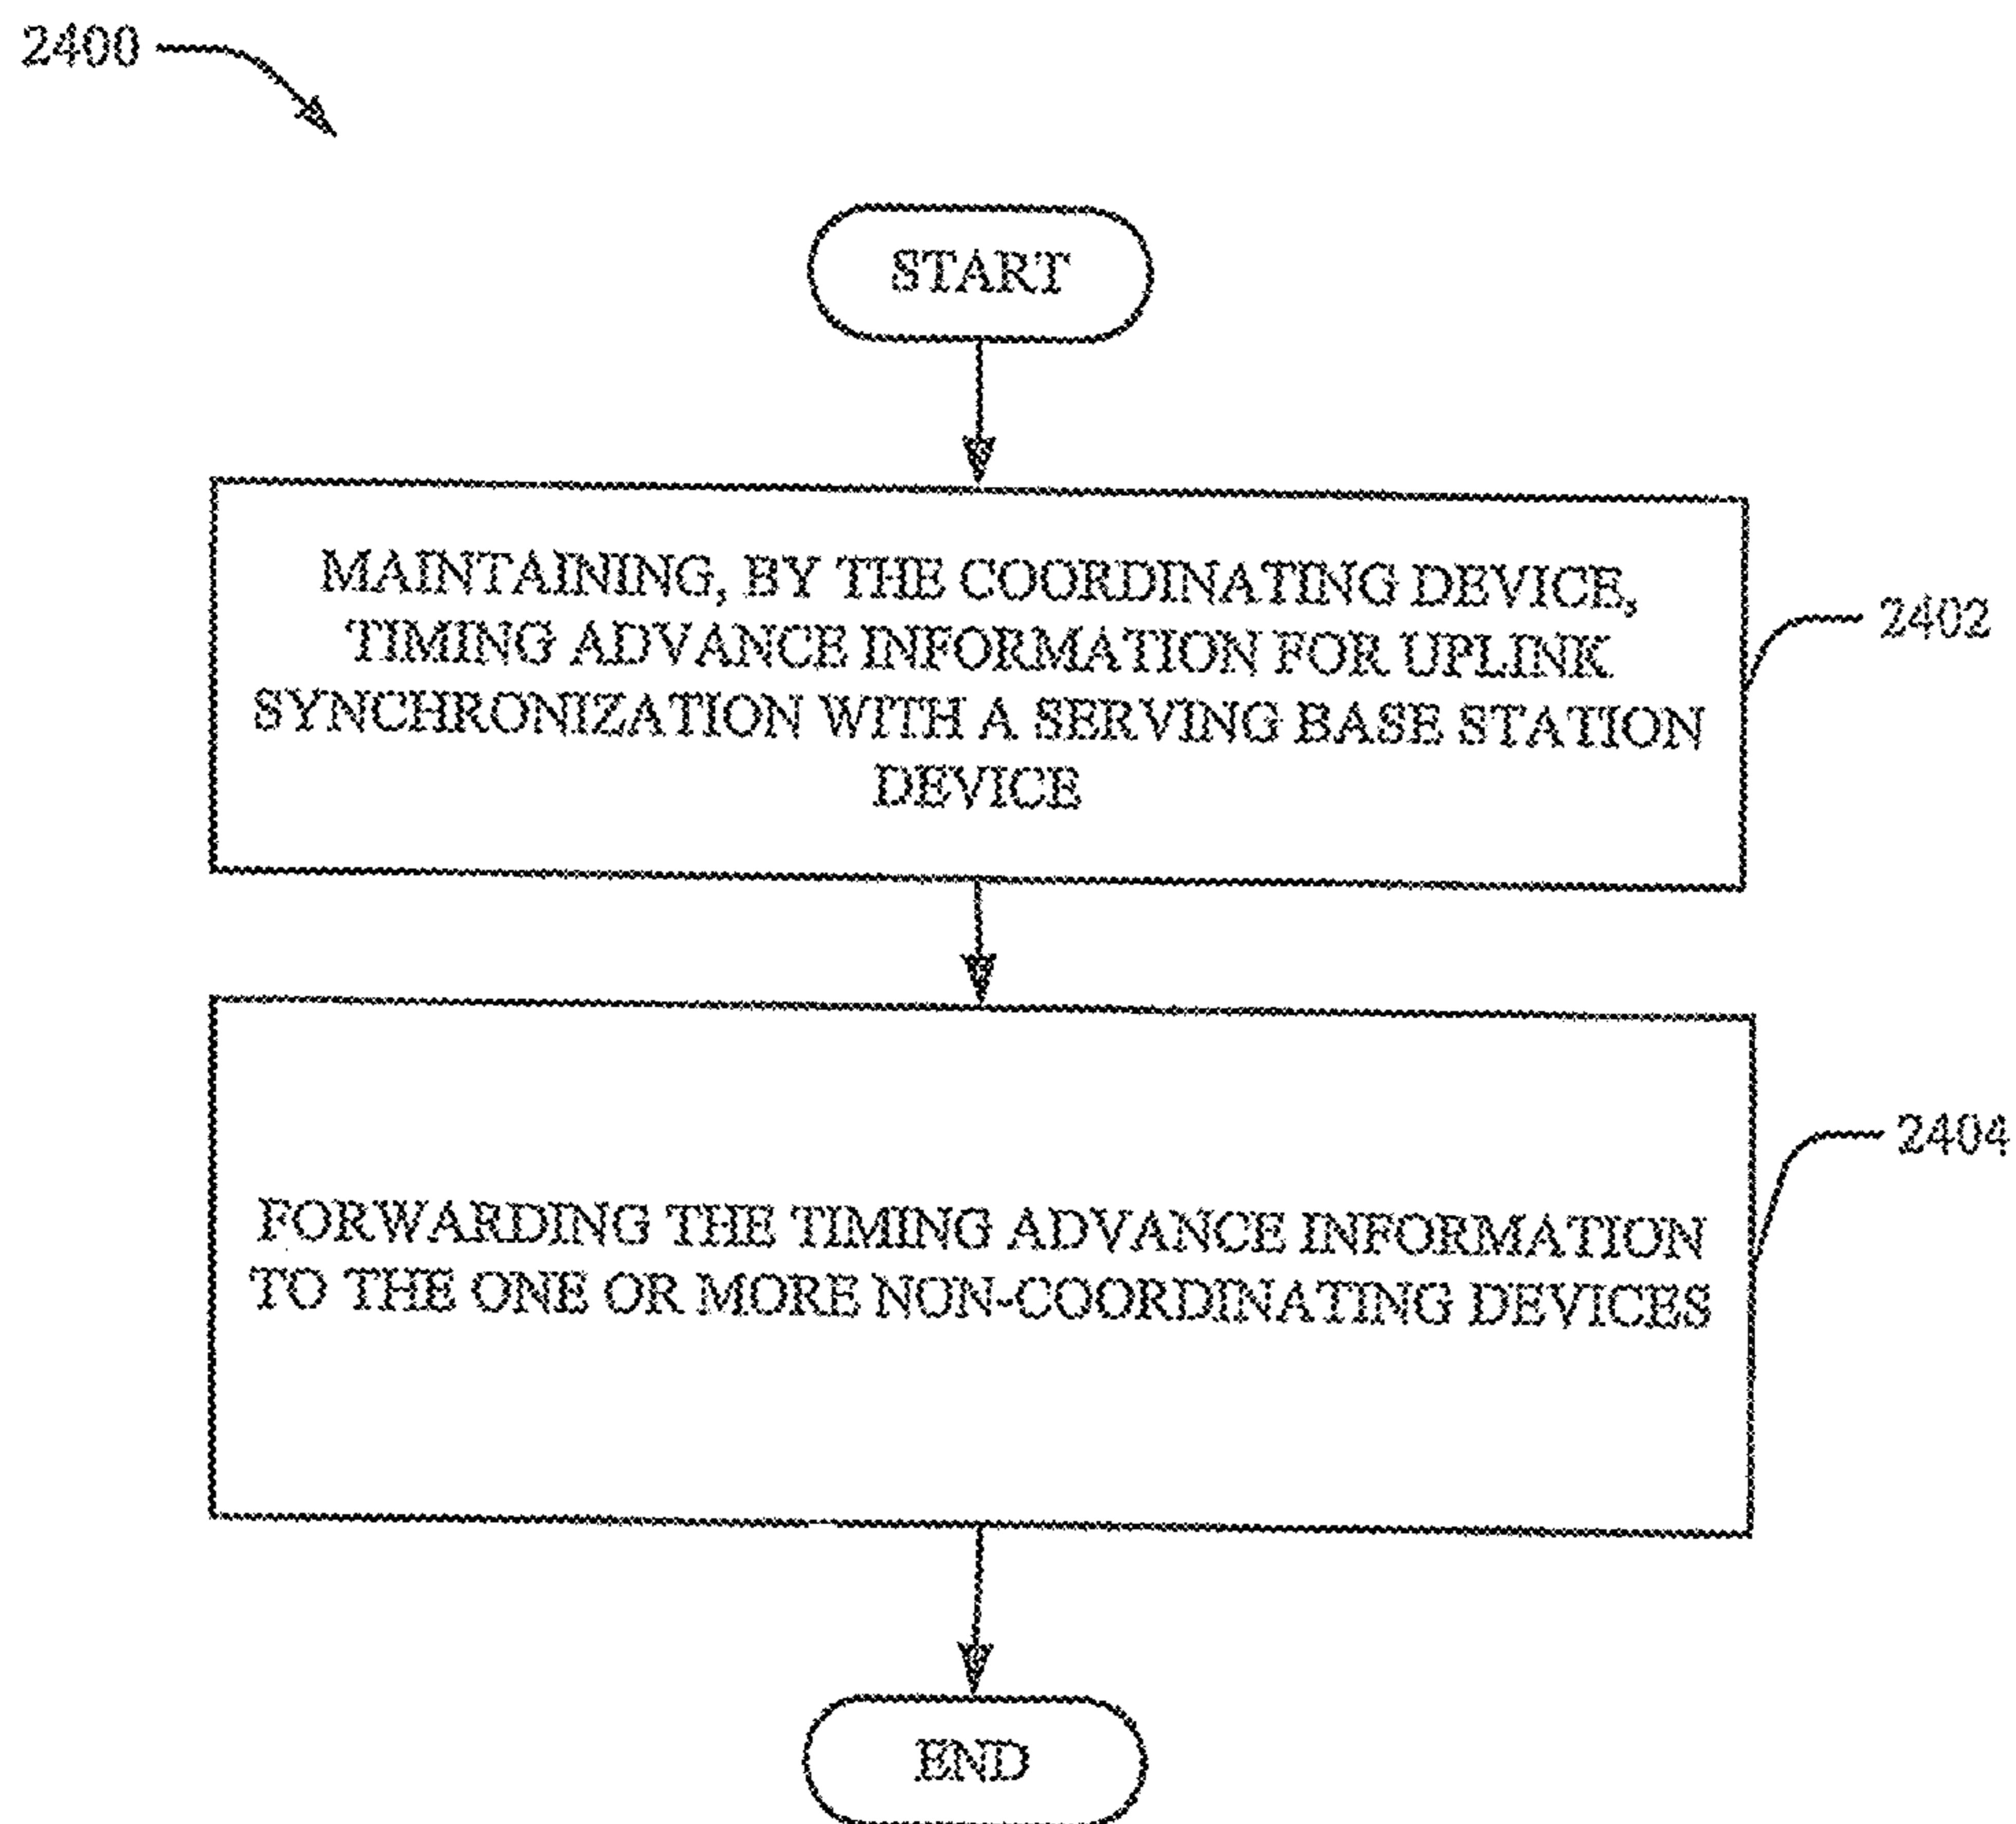 2400
START
MAINTAINING, BY THE COORDINATING DEVICE,
TIMING ADVANCE INFORMATION FOR UPLINK
SYNCHRONIZATION WITH A SERVING BASE STATION
DEVICE
2402
FORWARDING THE TIMING ADVANCE INFORMATION
TO THE ONE OR MORE NON-COORDINATING DEVICES
2404
END